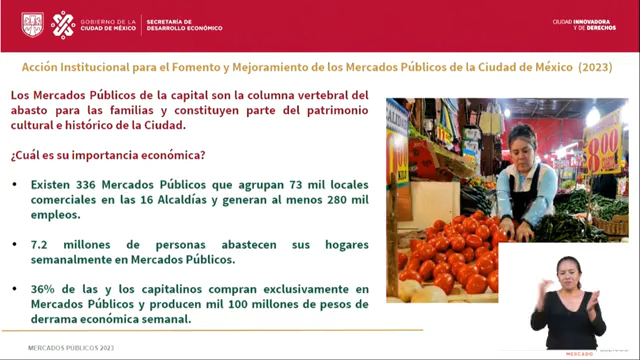 GOBIERNO DE LA
CIUDAD DE MÉXICO
SECRETARÍA DE
DESARROLLO ECONÓMICO
CIUDAD INNOVADORA
Y DE DERECHOS
Acción Institucional para el Fomento y Mejoramiento de los Mercados Públicos de la Ciudad de México (2023)
Los Mercados Públicos de la capital son la columna vertebral del
abasto para las familias y constituyen parte del patrimonio
cultural e histórico de la Ciudad.
¿Cuál es su importancia económica?
• Existen 336 Mercados Públicos que agrupan 73 mil locales
comerciales en las 16 Alcaldías y generan al menos 280 mil
empleos.
• 7.2 millones de personas abastecen sus hogares
semanalmente en Mercados Públicos.
• 36% de las y los capitalinos compran exclusivamente en
Mercados Públicos y producen mil 100 millones de pesos de
derrama económica semanal.
CALIDAD
800
MERCADO
MERCADOS PÚBLICOS 2023